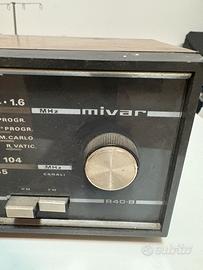 · 1.6
MHz
MHz
mivar
PROGR.
° PROGR.
M.CARLO
R. VATIC.
104
CANALI
R40-B
subito